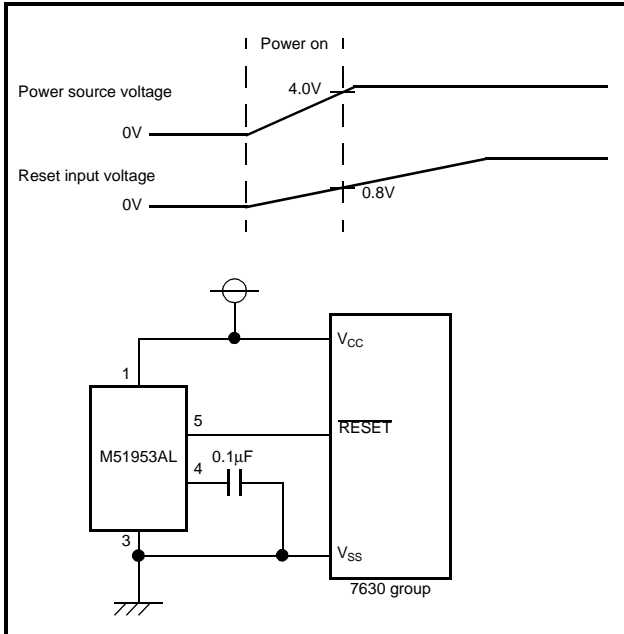 Power on
Power source voltage
4.0V
0V
Reset input voltage
0V
0.8V
1
VCC
5
RESET
M51953AL
4
0.1μF
3
VSS
7630 group